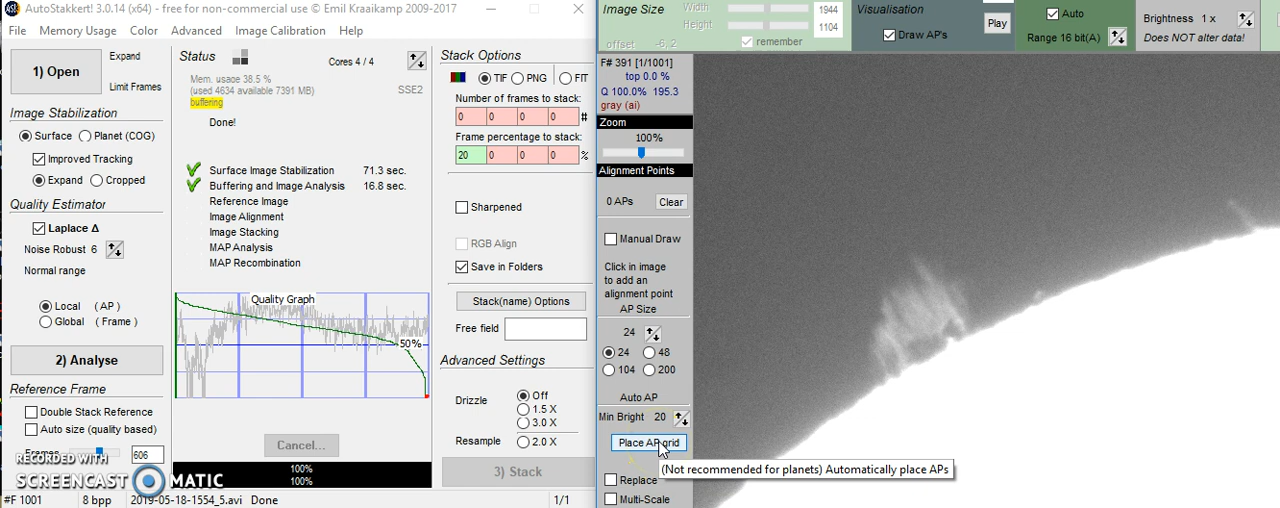 AutoStakkert! 3.0.14 (x64) - free for non-commercial use © Emil Kraaikamp 2009-2017
File Memory Usage Color Advanced Image Calibration Help
1) Open
Expand
Limit Frames
Image Stabilization
Surface Planet (COG)
Improved Tracking
Expand Cropped
Quality Estimator
Laplace Δ
Noise Robust 6
Normal range
Local ( AP )
Global ( Frame )
2) Analyse
Reference Frame
Double Stack Reference
Auto size (quality based)
Frames 606
Status
Cores 4 / 4
Mem. usage 38.5 %
(used 4634 available 7391 MB)
SSE2
buffering
Done!
Surface Image Stabilization 71.3 sec.
Buffering and Image Analysis 16.8 sec.
Reference Image
Image Alignment
Image Stacking
MAP Analysis
MAP Recombination
Quality Graph
50%
Cancel...
100%
100%
Stack Options
TIF PNG FIT
Number of frames to stack:
0 0 0 0 #
Frame percentage to stack:
20 0 0 0 %
Sharpened
RGB Align
Save in Folders
Stack(name) Options
Free field
Advanced Settings
Drizzle Off
1.5 X
3.0 X
Resample 2.0 X
3) Stack
RECORDED WITH
SCREENCAST MATIC
#F 1001 8 bpp 2019-05-18-1554_5.avi Done 1/1
Image Size
Width 1944
Height 1104
offset -6, 2 remember
Visualisation
Draw AP's
Play
Auto
Range 16 bit(A)
Brightness 1 x
Does NOT alter data!
F# 391 [1/1001]
top 0.0 %
Q 100.0% 195.3
gray (ai)
Zoom
100%
Alignment Points
0 APs Clear
Manual Draw
Click in image
to add an
alignment point
AP Size
24
24 48
104 200
Auto AP
Min Bright 20
Place AP grid
(Not recommended for planets) Automatically place APs
Replace
Multi-Scale